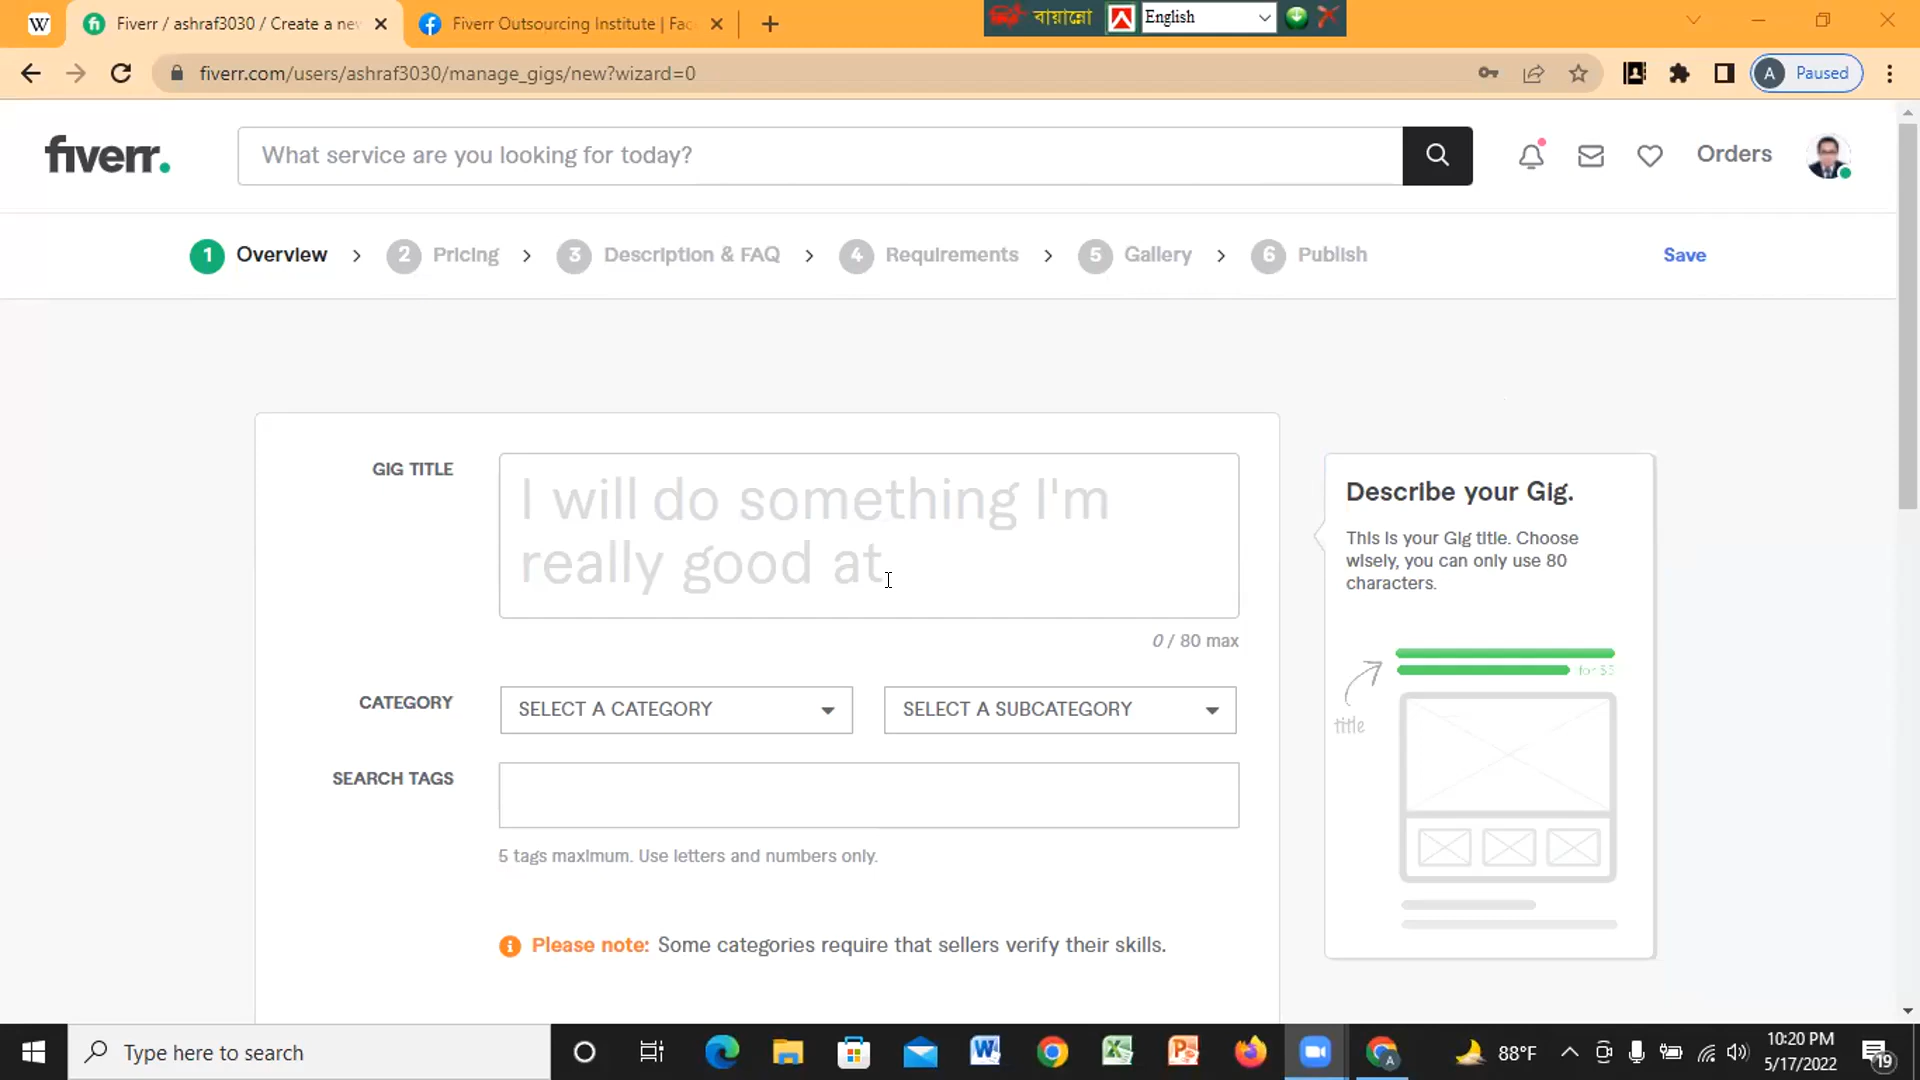 W
Fiverr / ashraf3030 / Create a new
Fiverr Outsourcing Institute | Fac
বায়ান্নো
English
fiverr.com/users/ashraf3030/manage_gigs/new?wizard=0
A Paused
fiverr.
What service are you looking for today?
Orders
1 Overview
2 Pricing
3 Description & FAQ
4 Requirements
5 Gallery
6 Publish
Save
GIG TITLE
I will do something I'm
really good at
0 / 80 max
Describe your Gig.
This is your Gig title. Choose
wisely, you can only use 80
characters.
for $5
title
CATEGORY
SELECT A CATEGORY
SELECT A SUBCATEGORY
SEARCH TAGS
5 tags maximum. Use letters and numbers only.
Please note: Some categories require that sellers verify their skills.
Type here to search
88°F
10:20 PM
5/17/2022
19